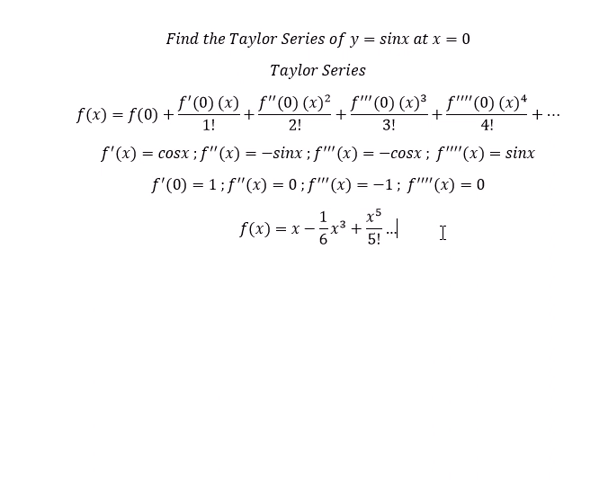 Find the Taylor Series of y = sinx at x = 0
Taylor Series
f(x) = f(0) + f′(0) (x)/1! + f′′(0) (x)²/2! + f′′′(0) (x)³/3! + f′′′′(0) (x)⁴/4! + ⋯
f′(x) = cosx ; f′′(x) = −sinx ; f′′′(x) = −cosx ; f′′′′(x) = sinx
f′(0) = 1 ; f′′(x) = 0 ; f′′′(x) = −1 ; f′′′′(x) = 0
f(x) = x − 1/6 x³ + x⁵/5! ...